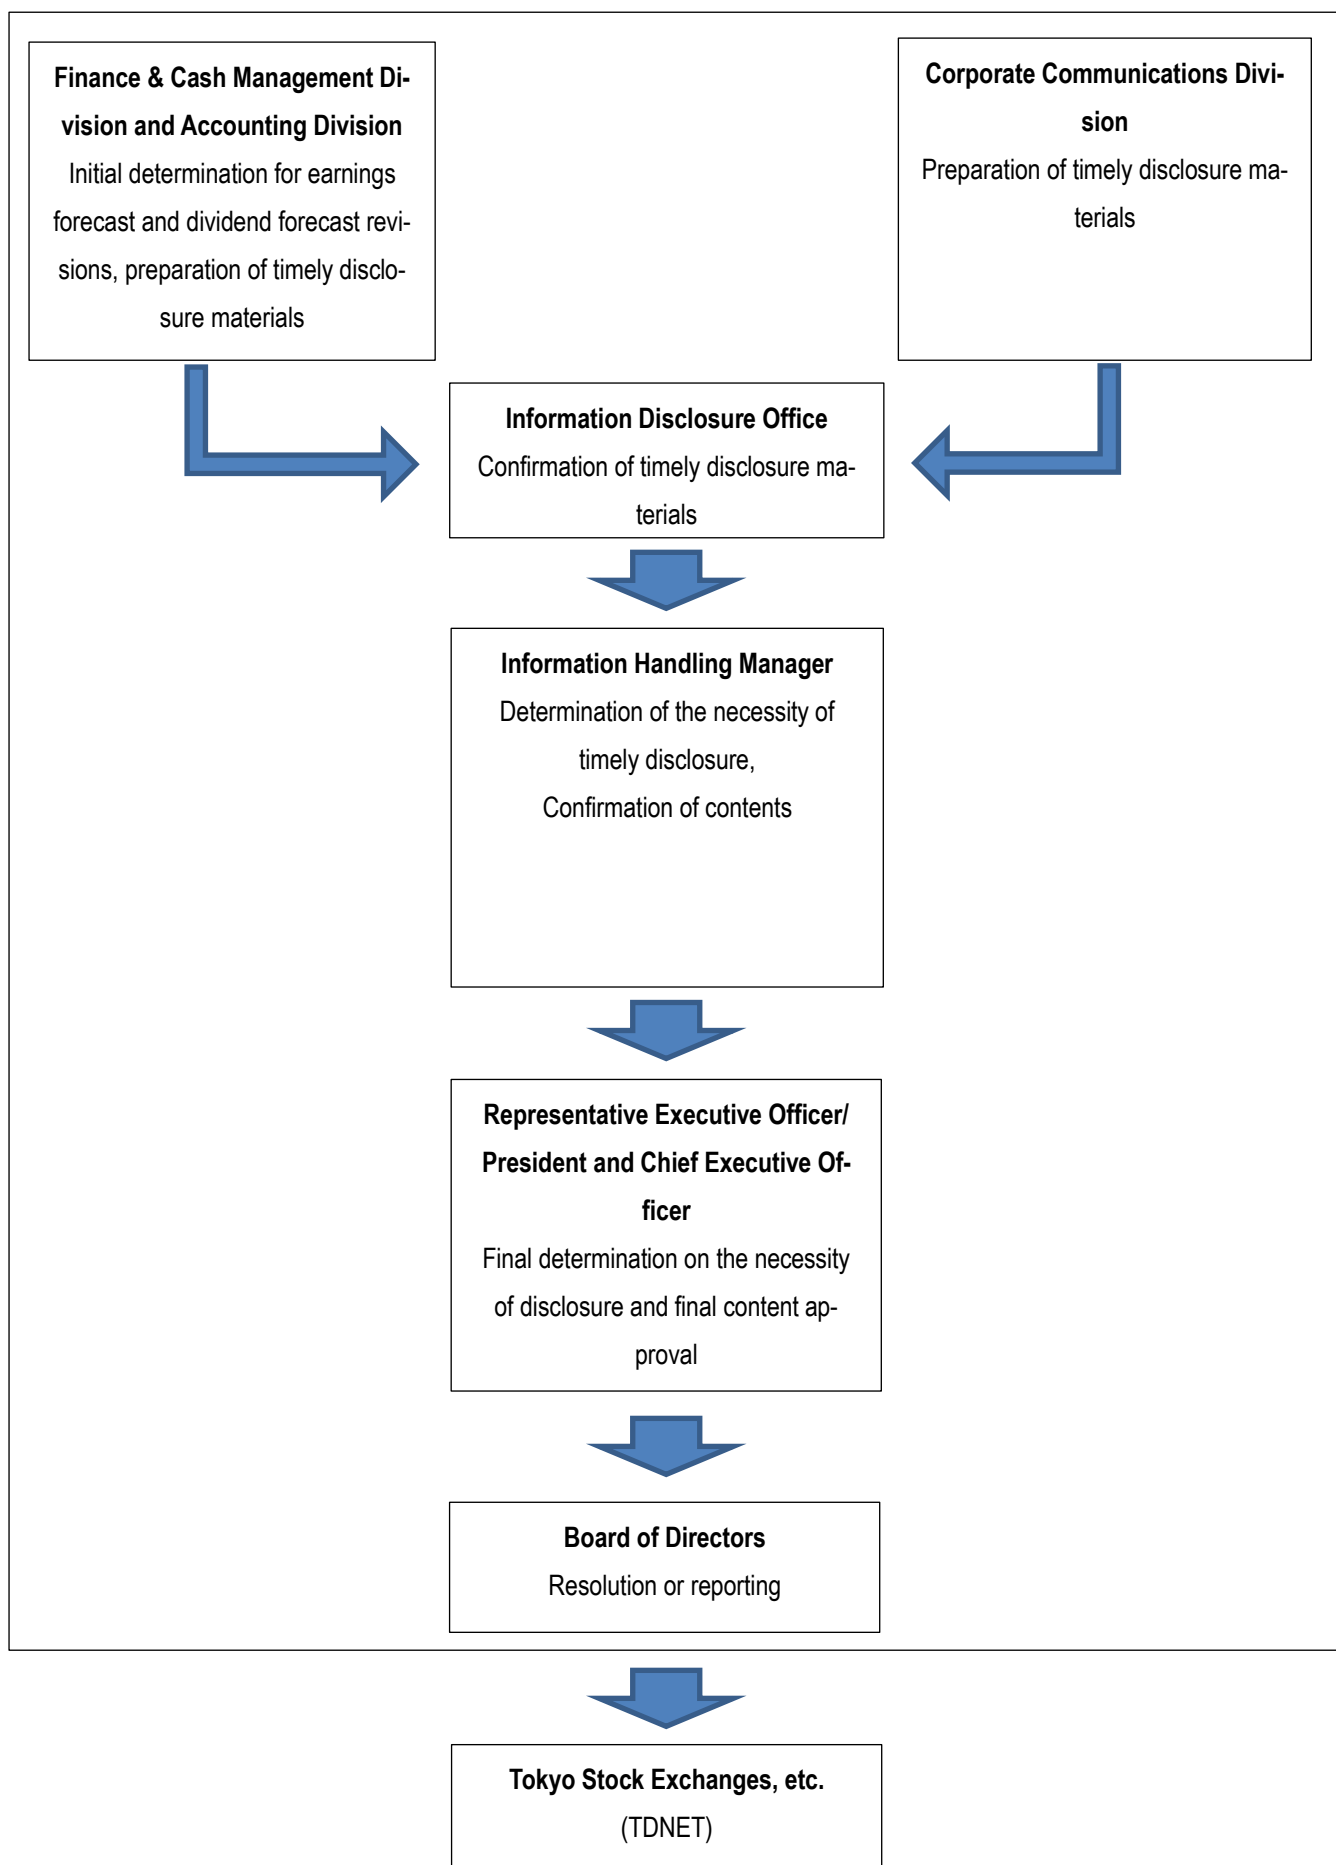 Finance & Cash Management Di-
vision and Accounting Division
Initial determination for earnings
forecast and dividend forecast revi-
sions, preparation of timely disclo-
sure materials
Corporate Communications Divi-
sion
Preparation of timely disclosure ma-
terials
Information Disclosure Office
Confirmation of timely disclosure ma-
terials
Information Handling Manager
Determination of the necessity of
timely disclosure,
Confirmation of contents
Representative Executive Officer/
President and Chief Executive Of-
ficer
Final determination on the necessity
of disclosure and final content ap-
proval
Board of Directors
Resolution or reporting
Tokyo Stock Exchanges, etc.
(TDNET)